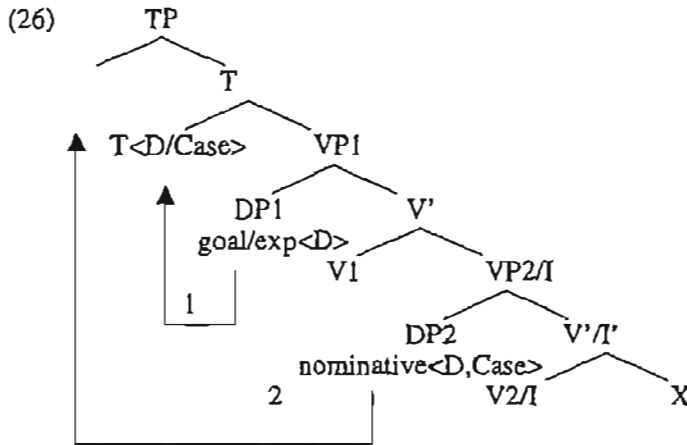 (26) TP
T
T<D/Case> VP1
DP1 V'
goal/exp<D>
V1 VP2/I
1
DP2 V'/I'
nominative<D,Case>
2 V2/I X